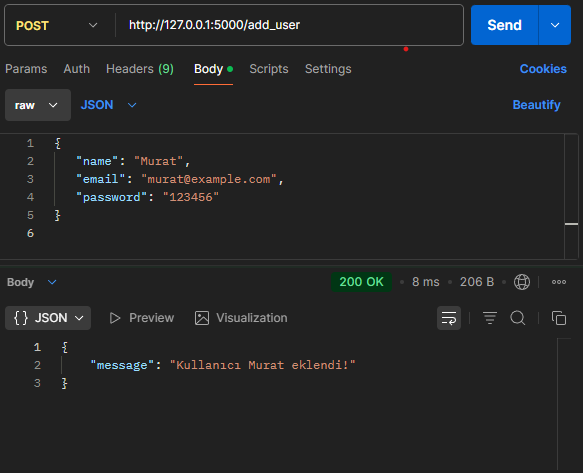 POST http://127.0.0.1:5000/add_user Send
Params Auth Headers (9) Body Scripts Settings Cookies
raw JSON Beautify
1 {
2 "name": "Murat",
3 "email": "murat@example.com",
4 "password": "123456"
5 }
6
Body 200 OK • 8 ms • 206 B
{} JSON Preview Visualization
1 {
2 "message": "Kullanıcı Murat eklendi!"
3 }